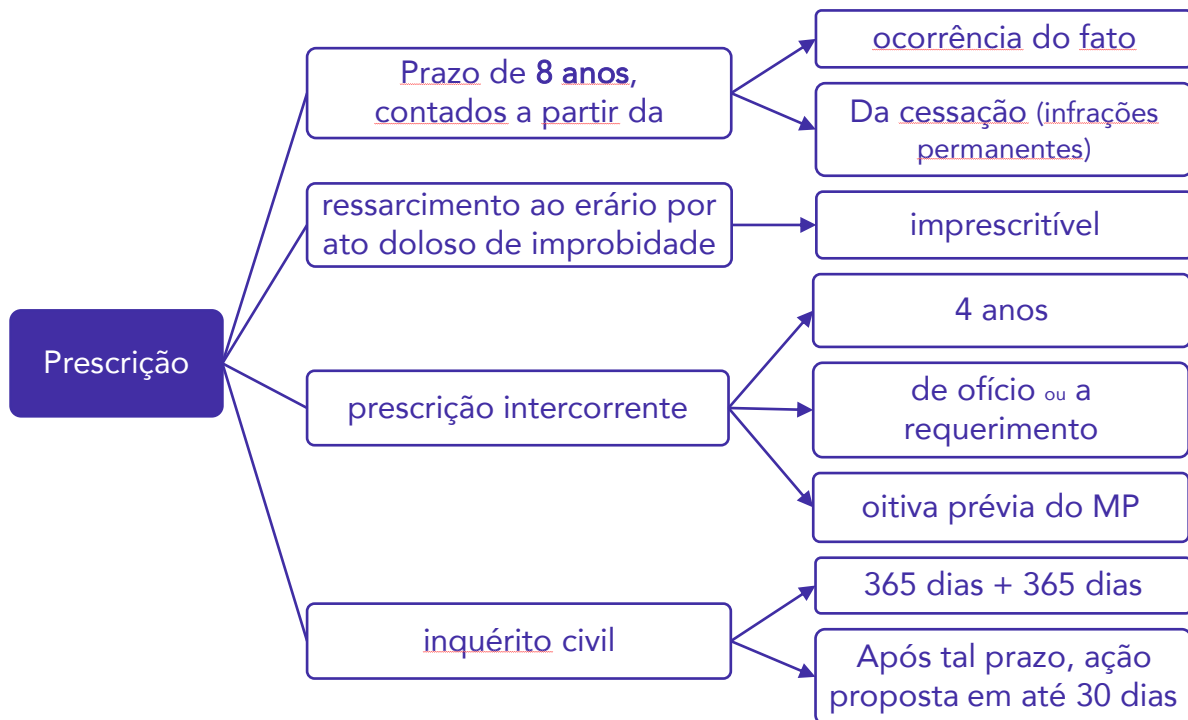 Prescrição
Prazo de 8 anos,
contados a partir da
ocorrência do fato
Da cessação (infrações
permanentes)
ressarcimento ao erário por
ato doloso de improbidade
imprescritível
prescrição intercorrente
4 anos
de ofício ou a
requerimento
oitiva prévia do MP
inquérito civil
365 dias + 365 dias
Após tal prazo, ação
proposta em até 30 dias